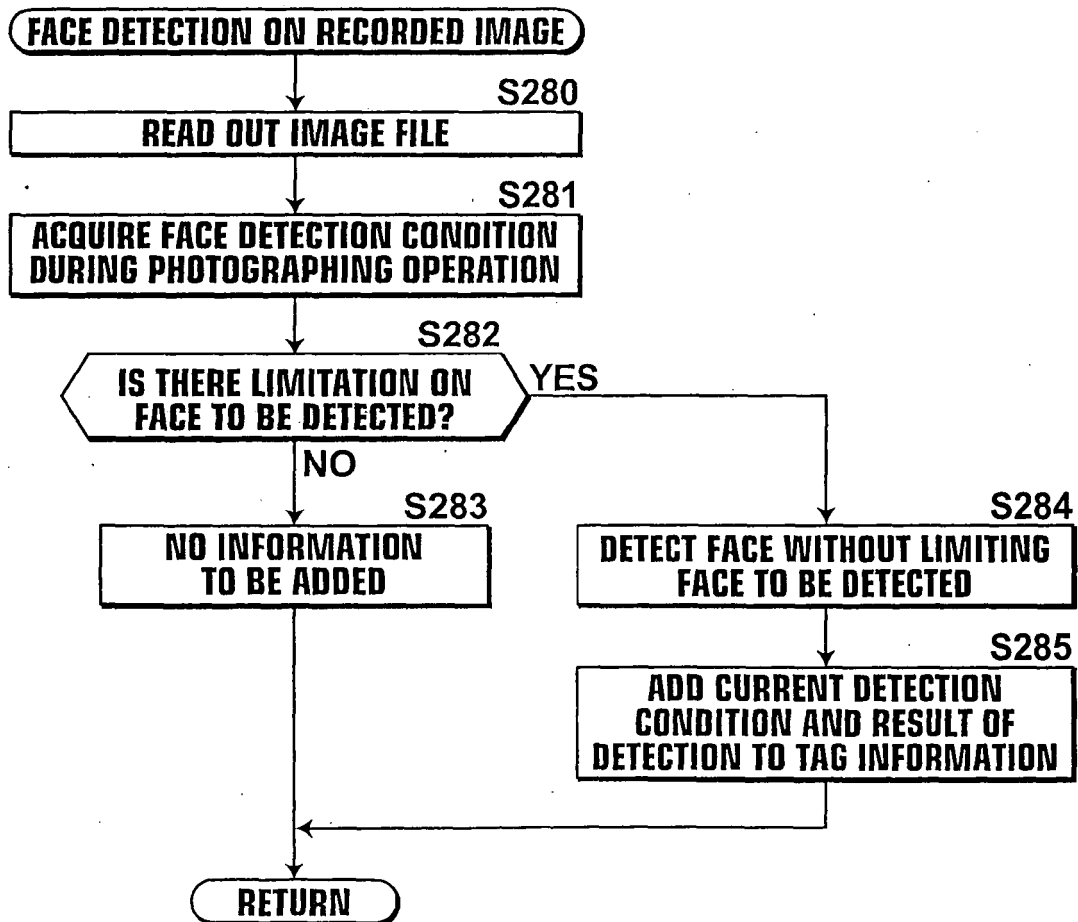 FACE DETECTION ON RECORDED IMAGE
S280
READ OUT IMAGE FILE
S281
ACQUIRE FACE DETECTION CONDITION
DURING PHOTOGRAPHING OPERATION
S282
IS THERE LIMITATION ON
FACE TO BE DETECTED?
YES
NO
S283
NO INFORMATION
TO BE ADDED
S284
DETECT FACE WITHOUT LIMITING
FACE TO BE DETECTED
S285
ADD CURRENT DETECTION
CONDITION AND RESULT OF
DETECTION TO TAG INFORMATION
RETURN